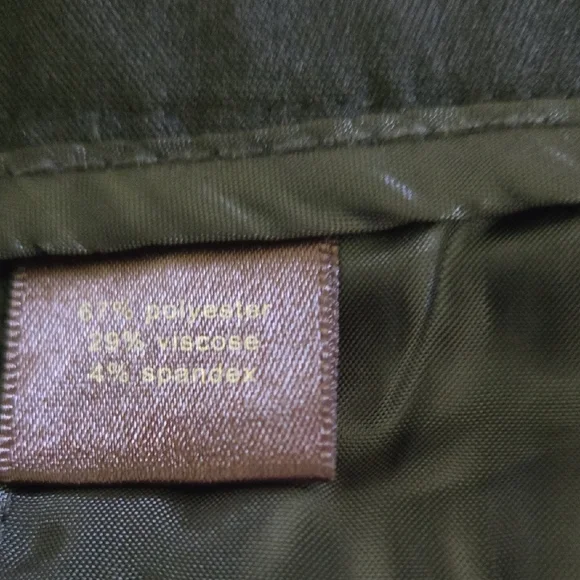 67% polyester
29% viscose
4% spandex